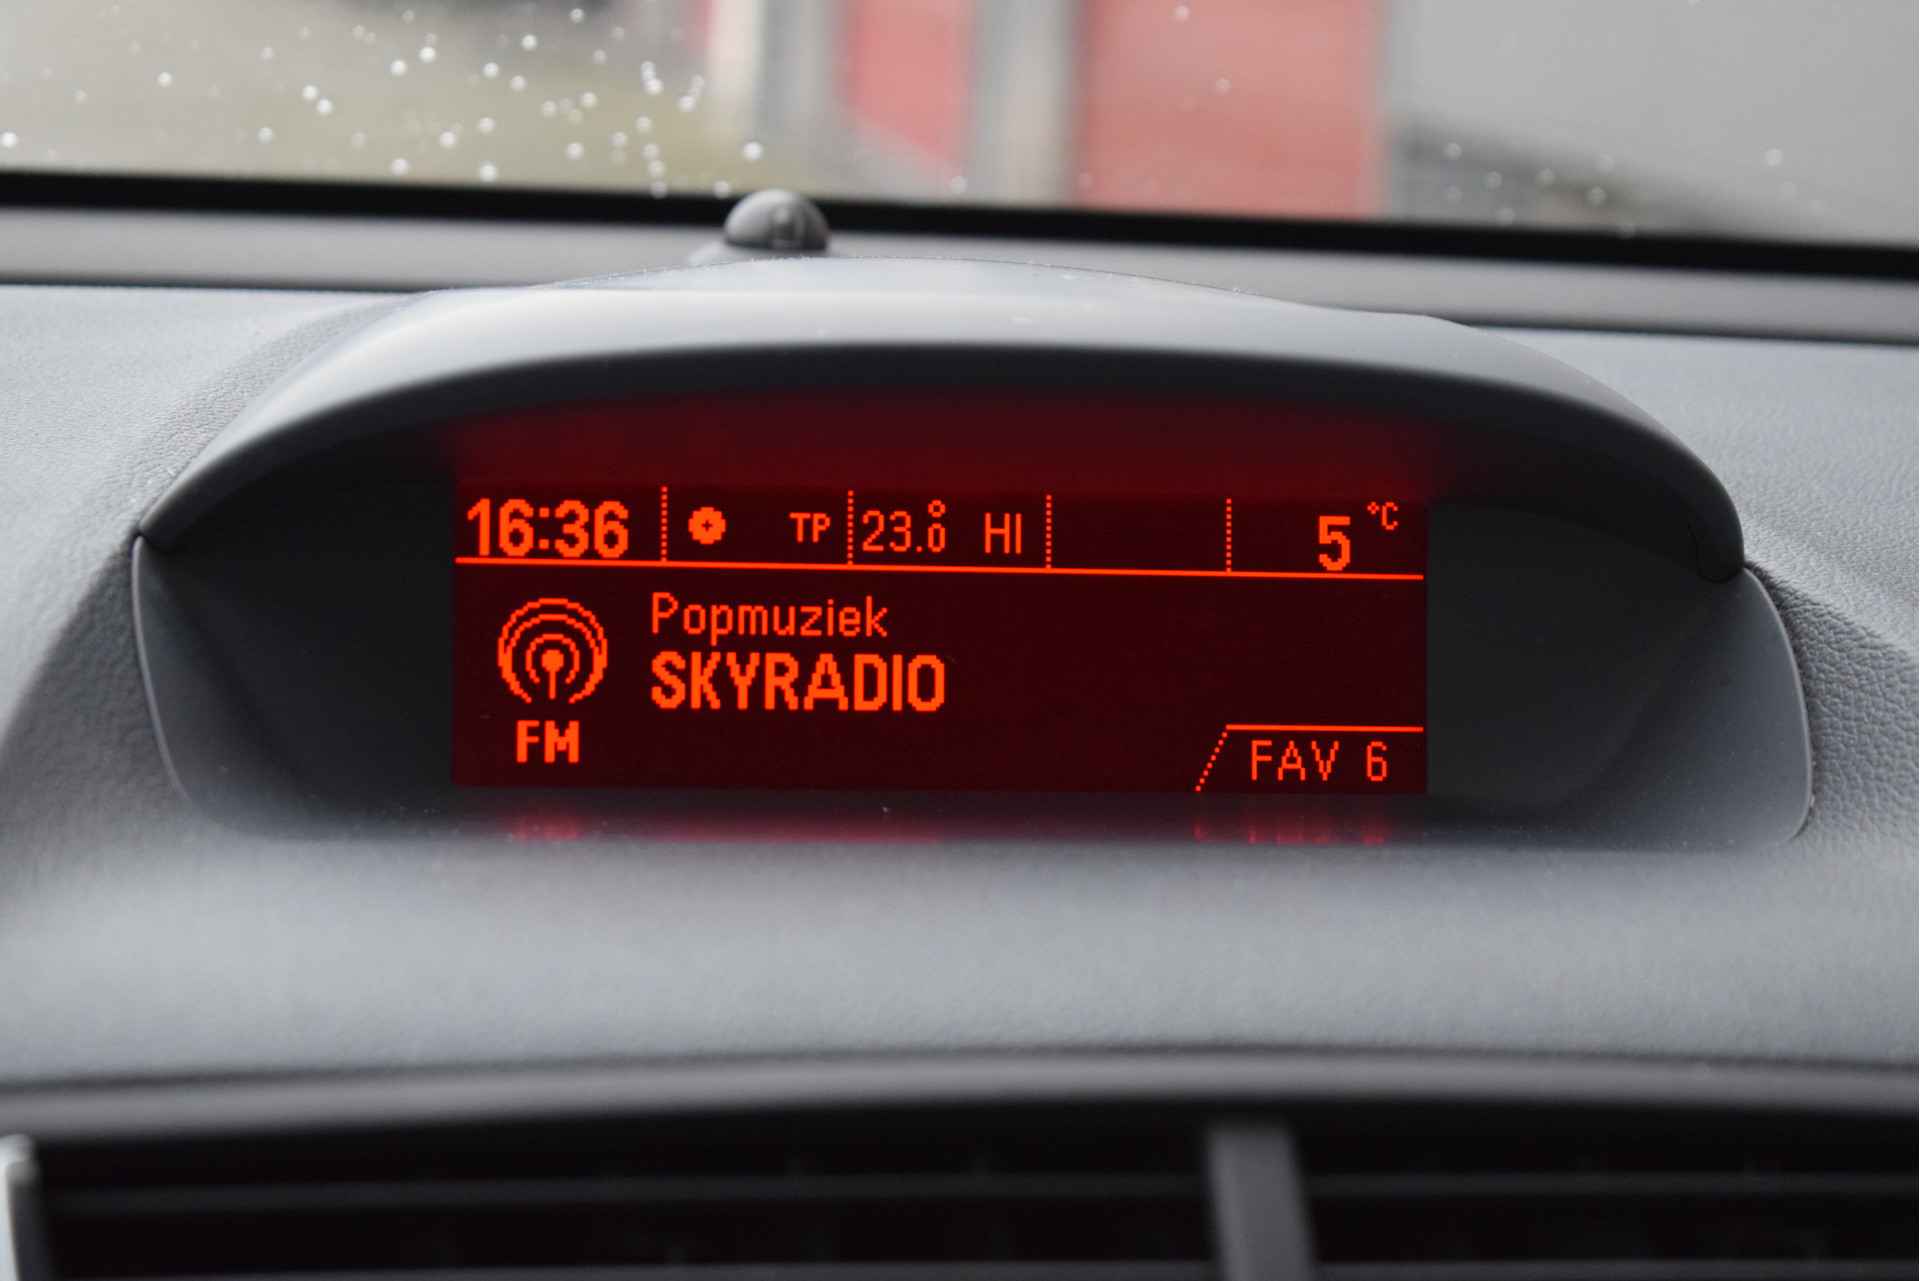 16:36 TP 23.0° HI 5 °C
Popmuziek
SKYRADIO
FM
FAV 6